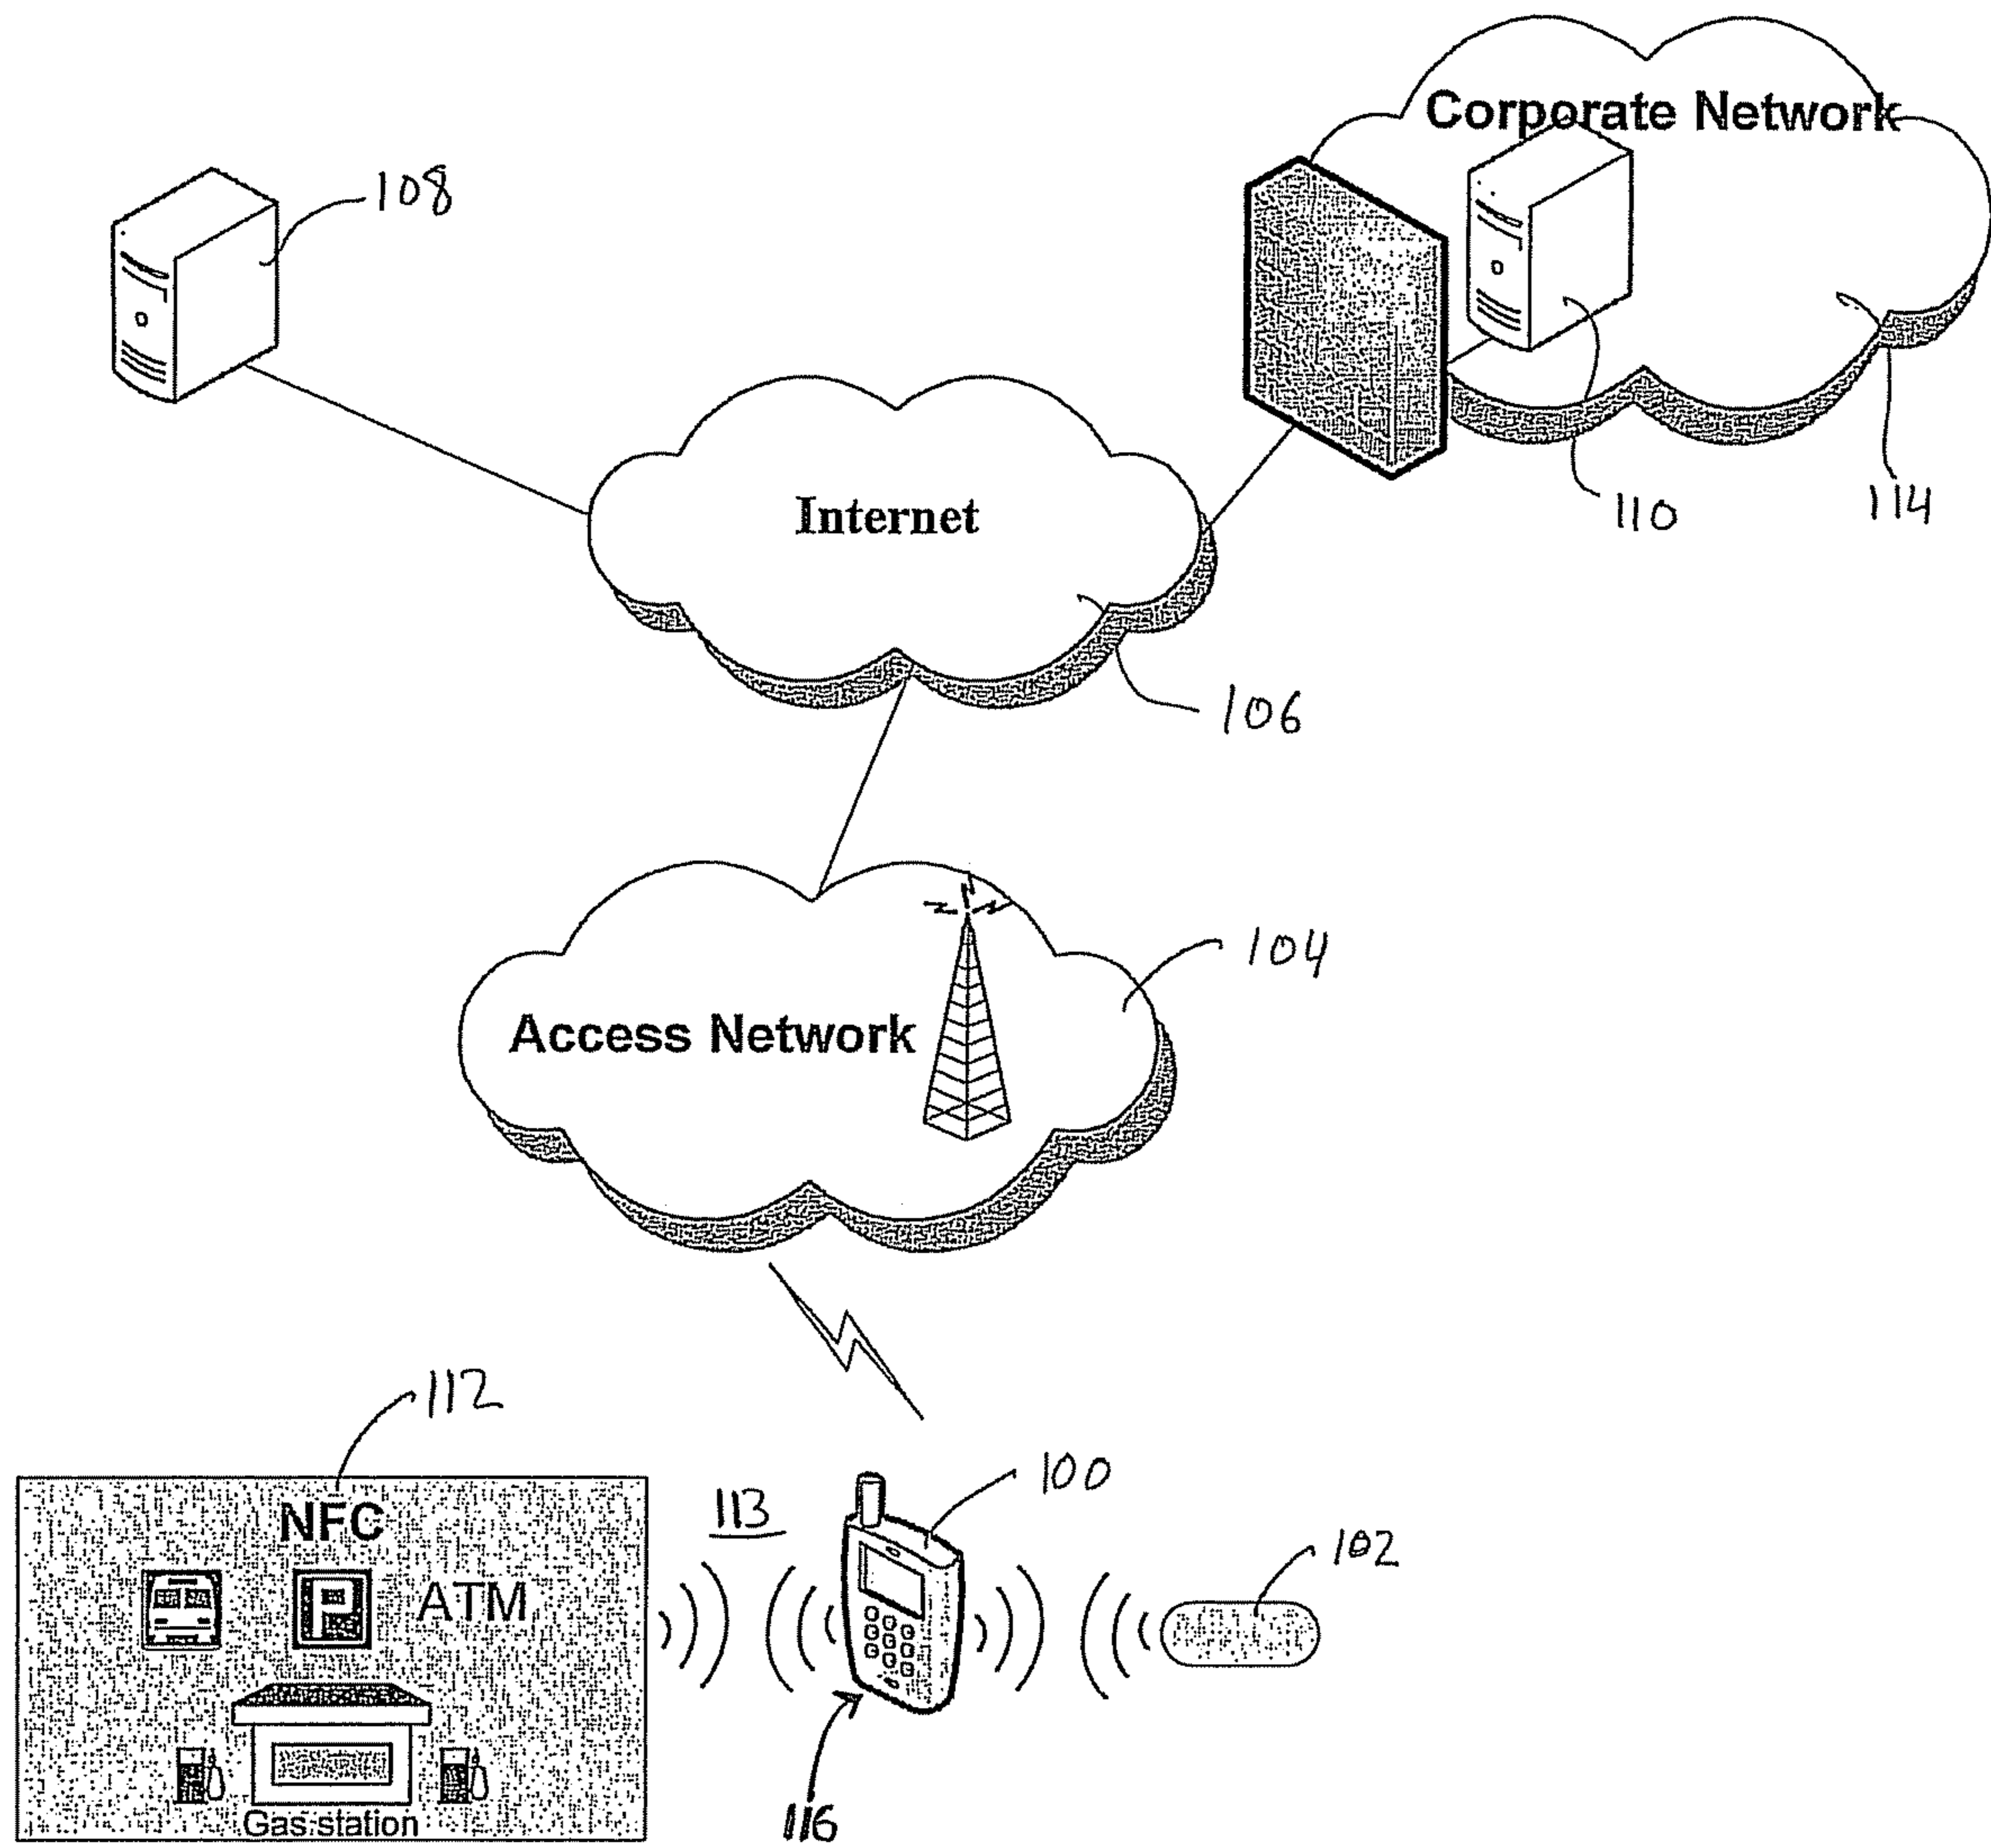 Corporate Network
108
110
114
Internet
106
104
Access Network
112
100
113
NFC
102
P
ATM
116
Gas station